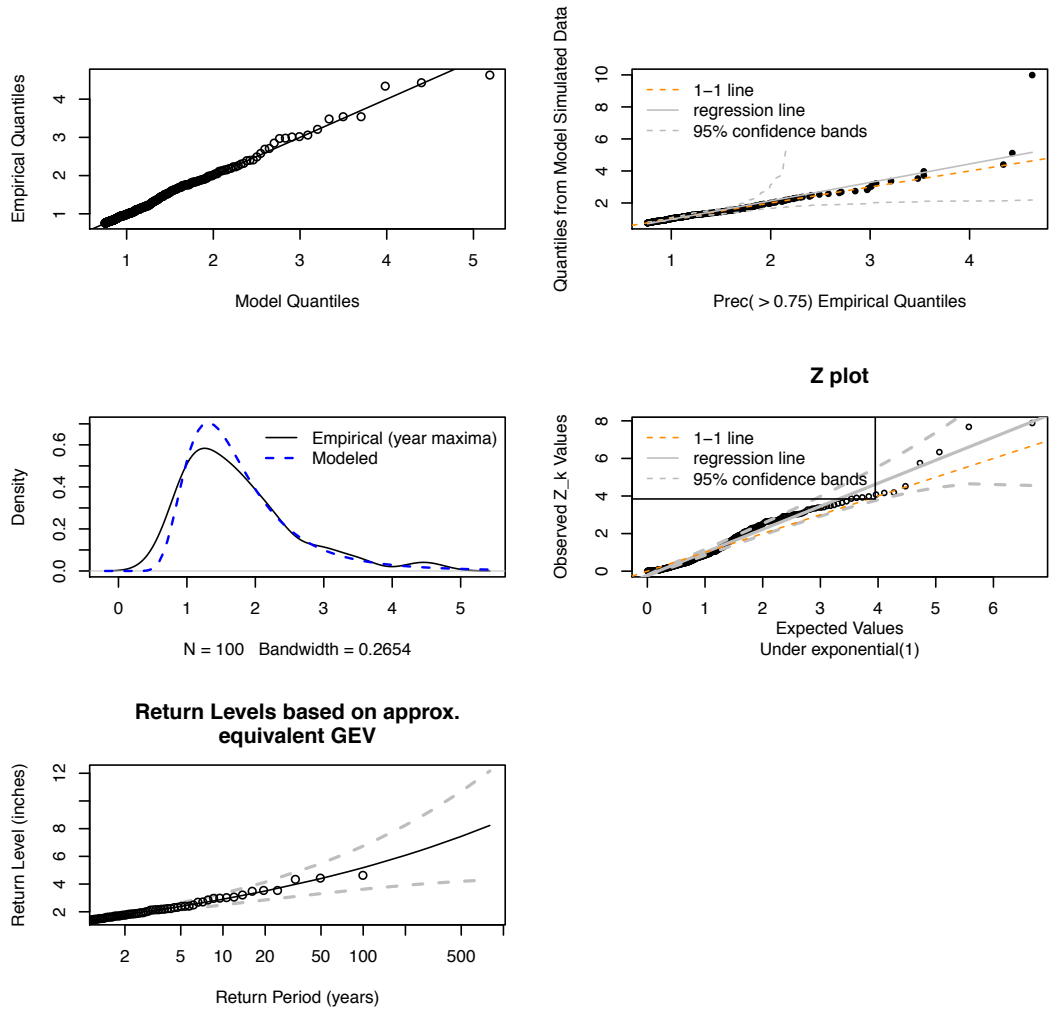 Empirical Quantiles
4
3
2
1
1 2 3 4 5
Model Quantiles
Quantiles from Model Simulated Data
10
8
6
4
2
1−1 line
regression line
95% confidence bands
1 2 3 4
Prec( > 0.75) Empirical Quantiles
Density
0.6
0.4
0.2
0.0
Empirical (year maxima)
Modeled
0 1 2 3 4 5
N = 100 Bandwidth = 0.2654
Z plot
Observed Z_k Values
8
6
4
2
0
1−1 line
regression line
95% confidence bands
0 1 2 3 4 5 6
Expected Values
Under exponential(1)
Return Levels based on approx.
equivalent GEV
Return Level (inches)
12
8
6
4
2
2 5 10 20 50 100 500
Return Period (years)